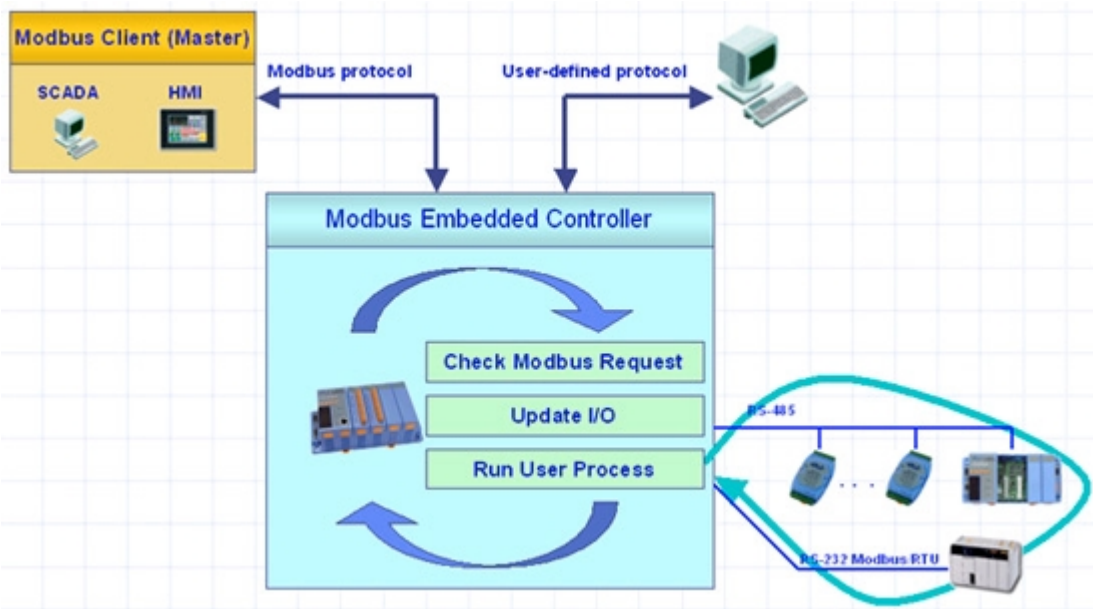 Modbus Client (Master)
SCADA
HMI
Modbus protocol
User-defined protocol
Modbus Embedded Controller
Check Modbus Request
Update I/O
Run User Process
RS-485
. . .
RS-232 Modbus/RTU